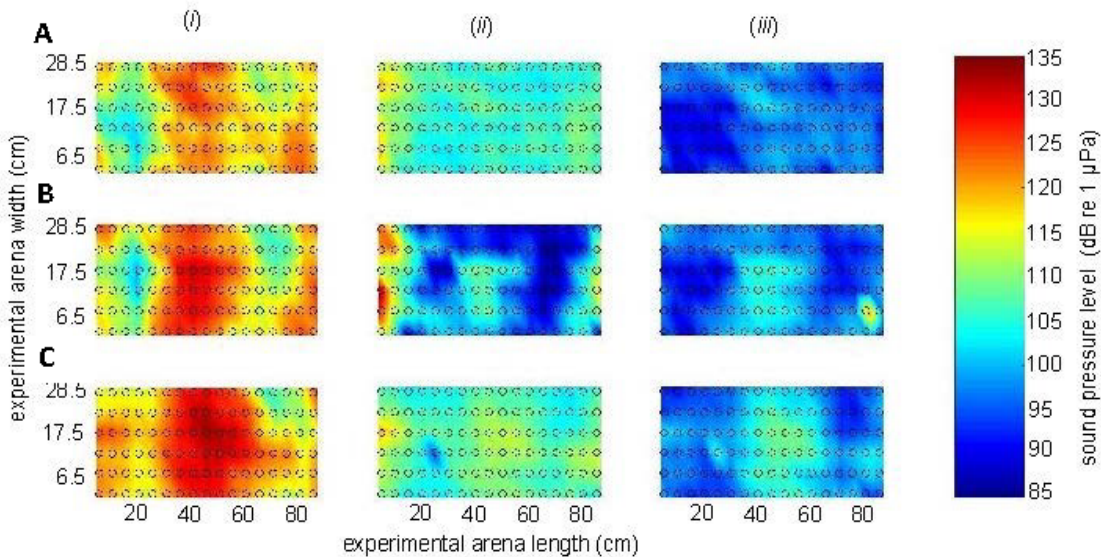 (i) (ii) (iii)
A
28.5
17.5
6.5
B
28.5
17.5
6.5
C
28.5
17.5
6.5
experimental arena width (cm)
20 40 60 80 20 40 60 80 20 40 60 80
experimental arena length (cm)
135
130
125
120
115
110
105
100
95
90
85
sound pressure level (dB re 1 µPa)